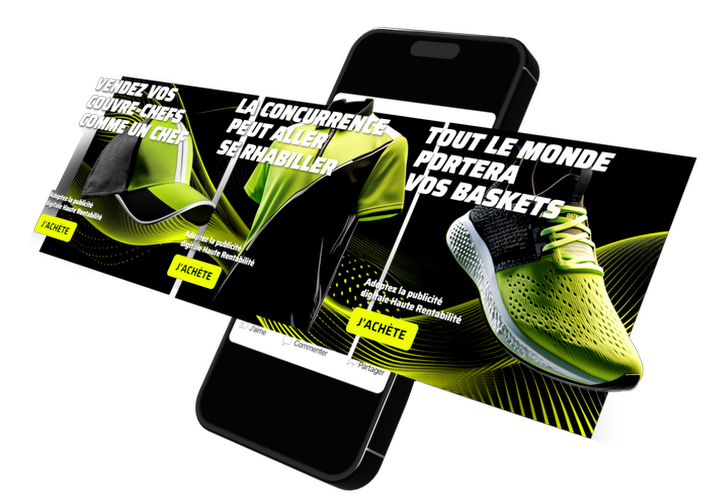 VENDEZ VOS
COUVRE-CHEFS
COMME UN CHEF
Adoptez la publicité
digitale Haute Rentabilité
J'ACHÈTE
LA CONCURRENCE
PEUT ALLER
SE RHABILLER
Adoptez la publicité
digitale Haute Rentabilité
J'ACHÈTE
TOUT LE MONDE
PORTERA
VOS BASKETS
Adoptez la publicité
digitale Haute Rentabilité
J'ACHÈTE
J'aime
Commenter
Partager